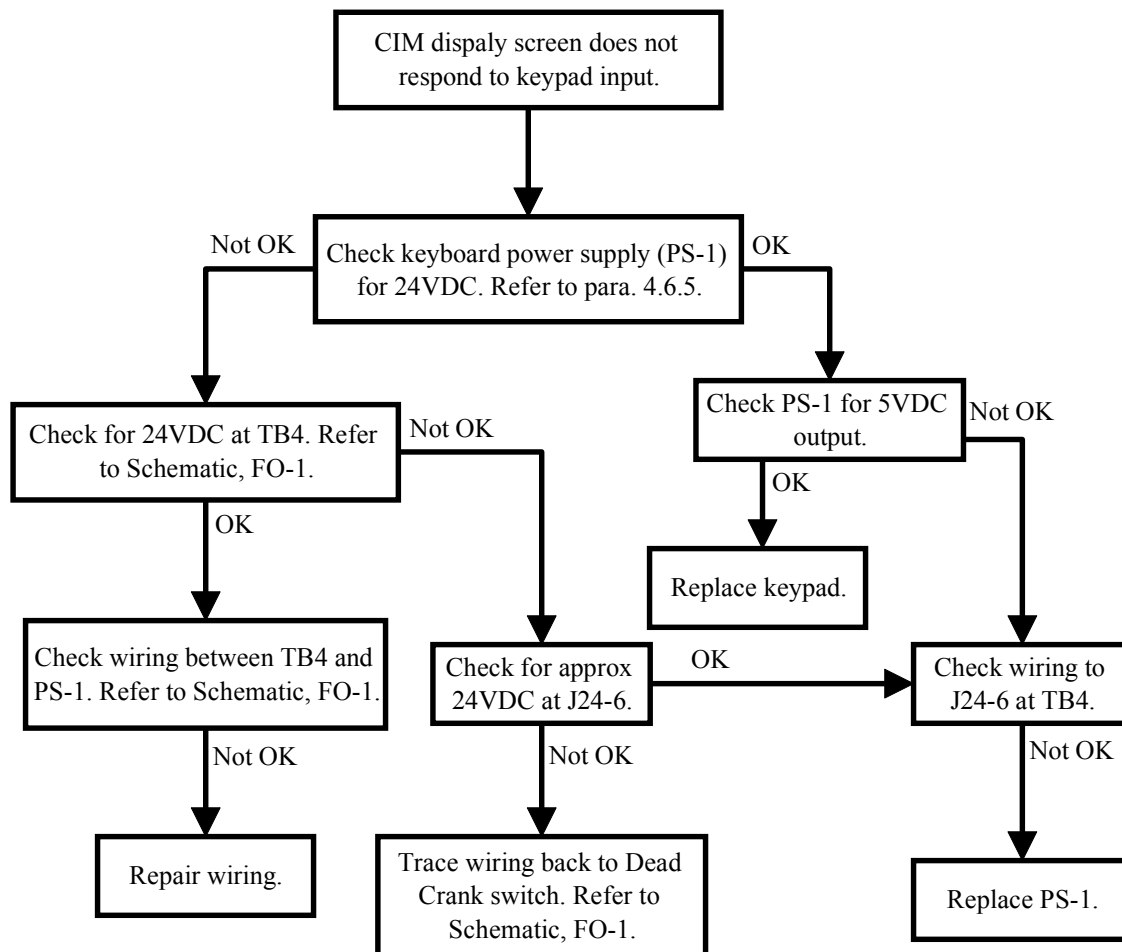 CIM dispaly screen does not
respond to keypad input.
Not OK
Check keyboard power supply (PS-1)
for 24VDC. Refer to para. 4.6.5.
OK
Check for 24VDC at TB4. Refer
to Schematic, FO-1.
Not OK
Check PS-1 for 5VDC
output.
Not OK
OK
OK
Replace keypad.
Check wiring between TB4 and
PS-1. Refer to Schematic, FO-1.
Check for approx
24VDC at J24-6.
OK
Check wiring to
J24-6 at TB4.
Not OK
Not OK
Not OK
Repair wiring.
Trace wiring back to Dead
Crank switch. Refer to
Schematic, FO-1.
Replace PS-1.